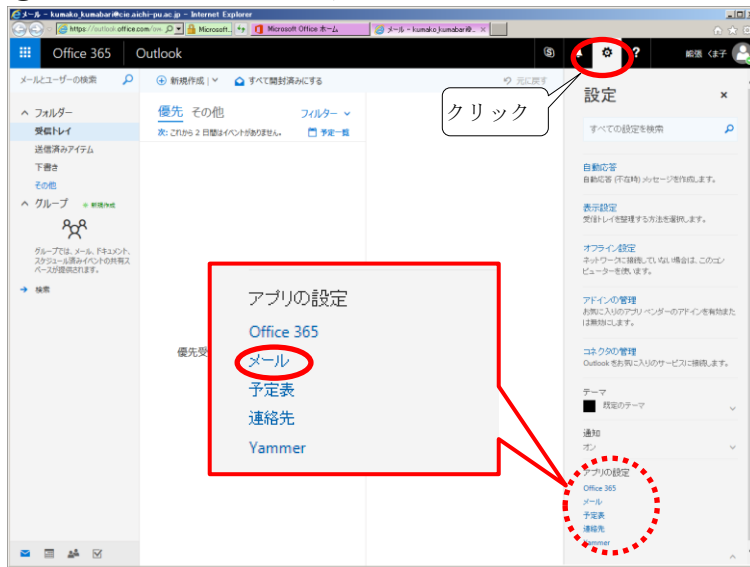 メール - kumako_kumabari@cie.aichi-pu.ac.jp - Internet Explorer
https://outlook.office.com/ow
Microsoft...
Microsoft Office ホーム
メール - kumako_kumabari@... ×
Office 365 Outlook
?
メールとユーザーの検索
新規作成 | すべて開封済みにする
元に戻す
フォルダー
受信トレイ
送信済みアイテム
下書き
その他
グループ 新規作成
グループでは、メール、ドキュメント、
スケジュール済みイベントの共有ス
ペースが提供されます。
検索
優先 その他 フィルター
次: これから 2 日間はイベントがありません。 予定一覧
優先受
クリック
アプリの設定
Office 365
メール
予定表
連絡先
Yammer
設定 ×
すべての設定を検索
自動応答
自動応答 (不在時) メッセージを作成します。
表示設定
受信トレイを整理する方法を選択します。
オフライン設定
ネットワークに接続していない場合は、このコン
ピューターを使います。
アドインの管理
お気に入りのアプリ ベンダーのアドインを有効また
は無効にします。
コネクタの管理
Outlook をお気に入りのサービスに接続します。
テーマ
既定のテーマ
通知
オン
アプリの設定
Office 365
メール
予定表
連絡先
Yammer